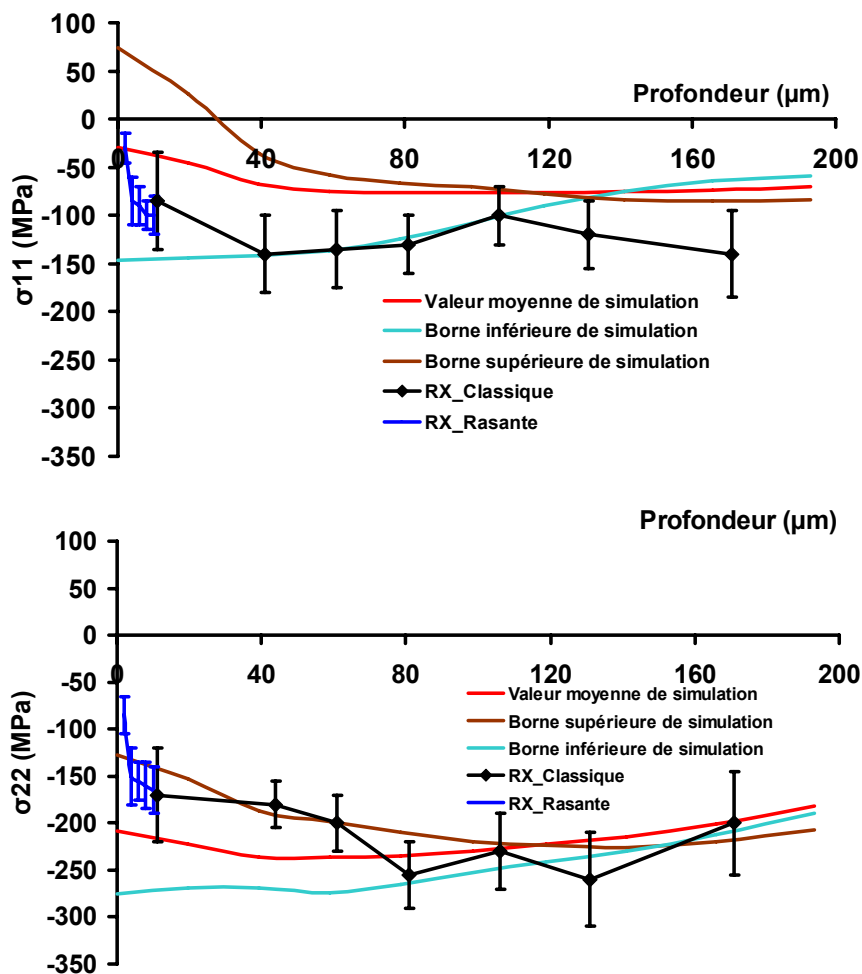 100
50
0
-50
-100
-150
-200
-250
-300
-350
σ11 (MPa)
Profondeur (µm)
0
40
80
120
160
200
Valeur moyenne de simulation
Borne inférieure de simulation
Borne supérieure de simulation
RX_Classique
RX_Rasante
100
50
0
-50
-100
-150
-200
-250
-300
-350
σ22 (MPa)
Profondeur (µm)
0
40
80
120
160
200
Valeur moyenne de simulation
Borne supérieure de simulation
Borne inférieure de simulation
RX_Classique
RX_Rasante